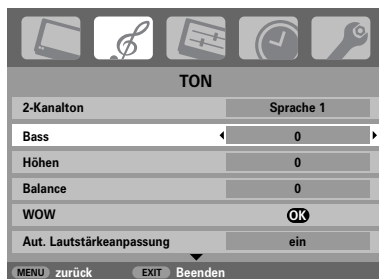 TON
2-Kanalton Sprache 1
Bass 0
Höhen 0
Balance 0
WOW OK
Aut. Lautstärkeanpassung ein
MENU zurück EXIT Beenden